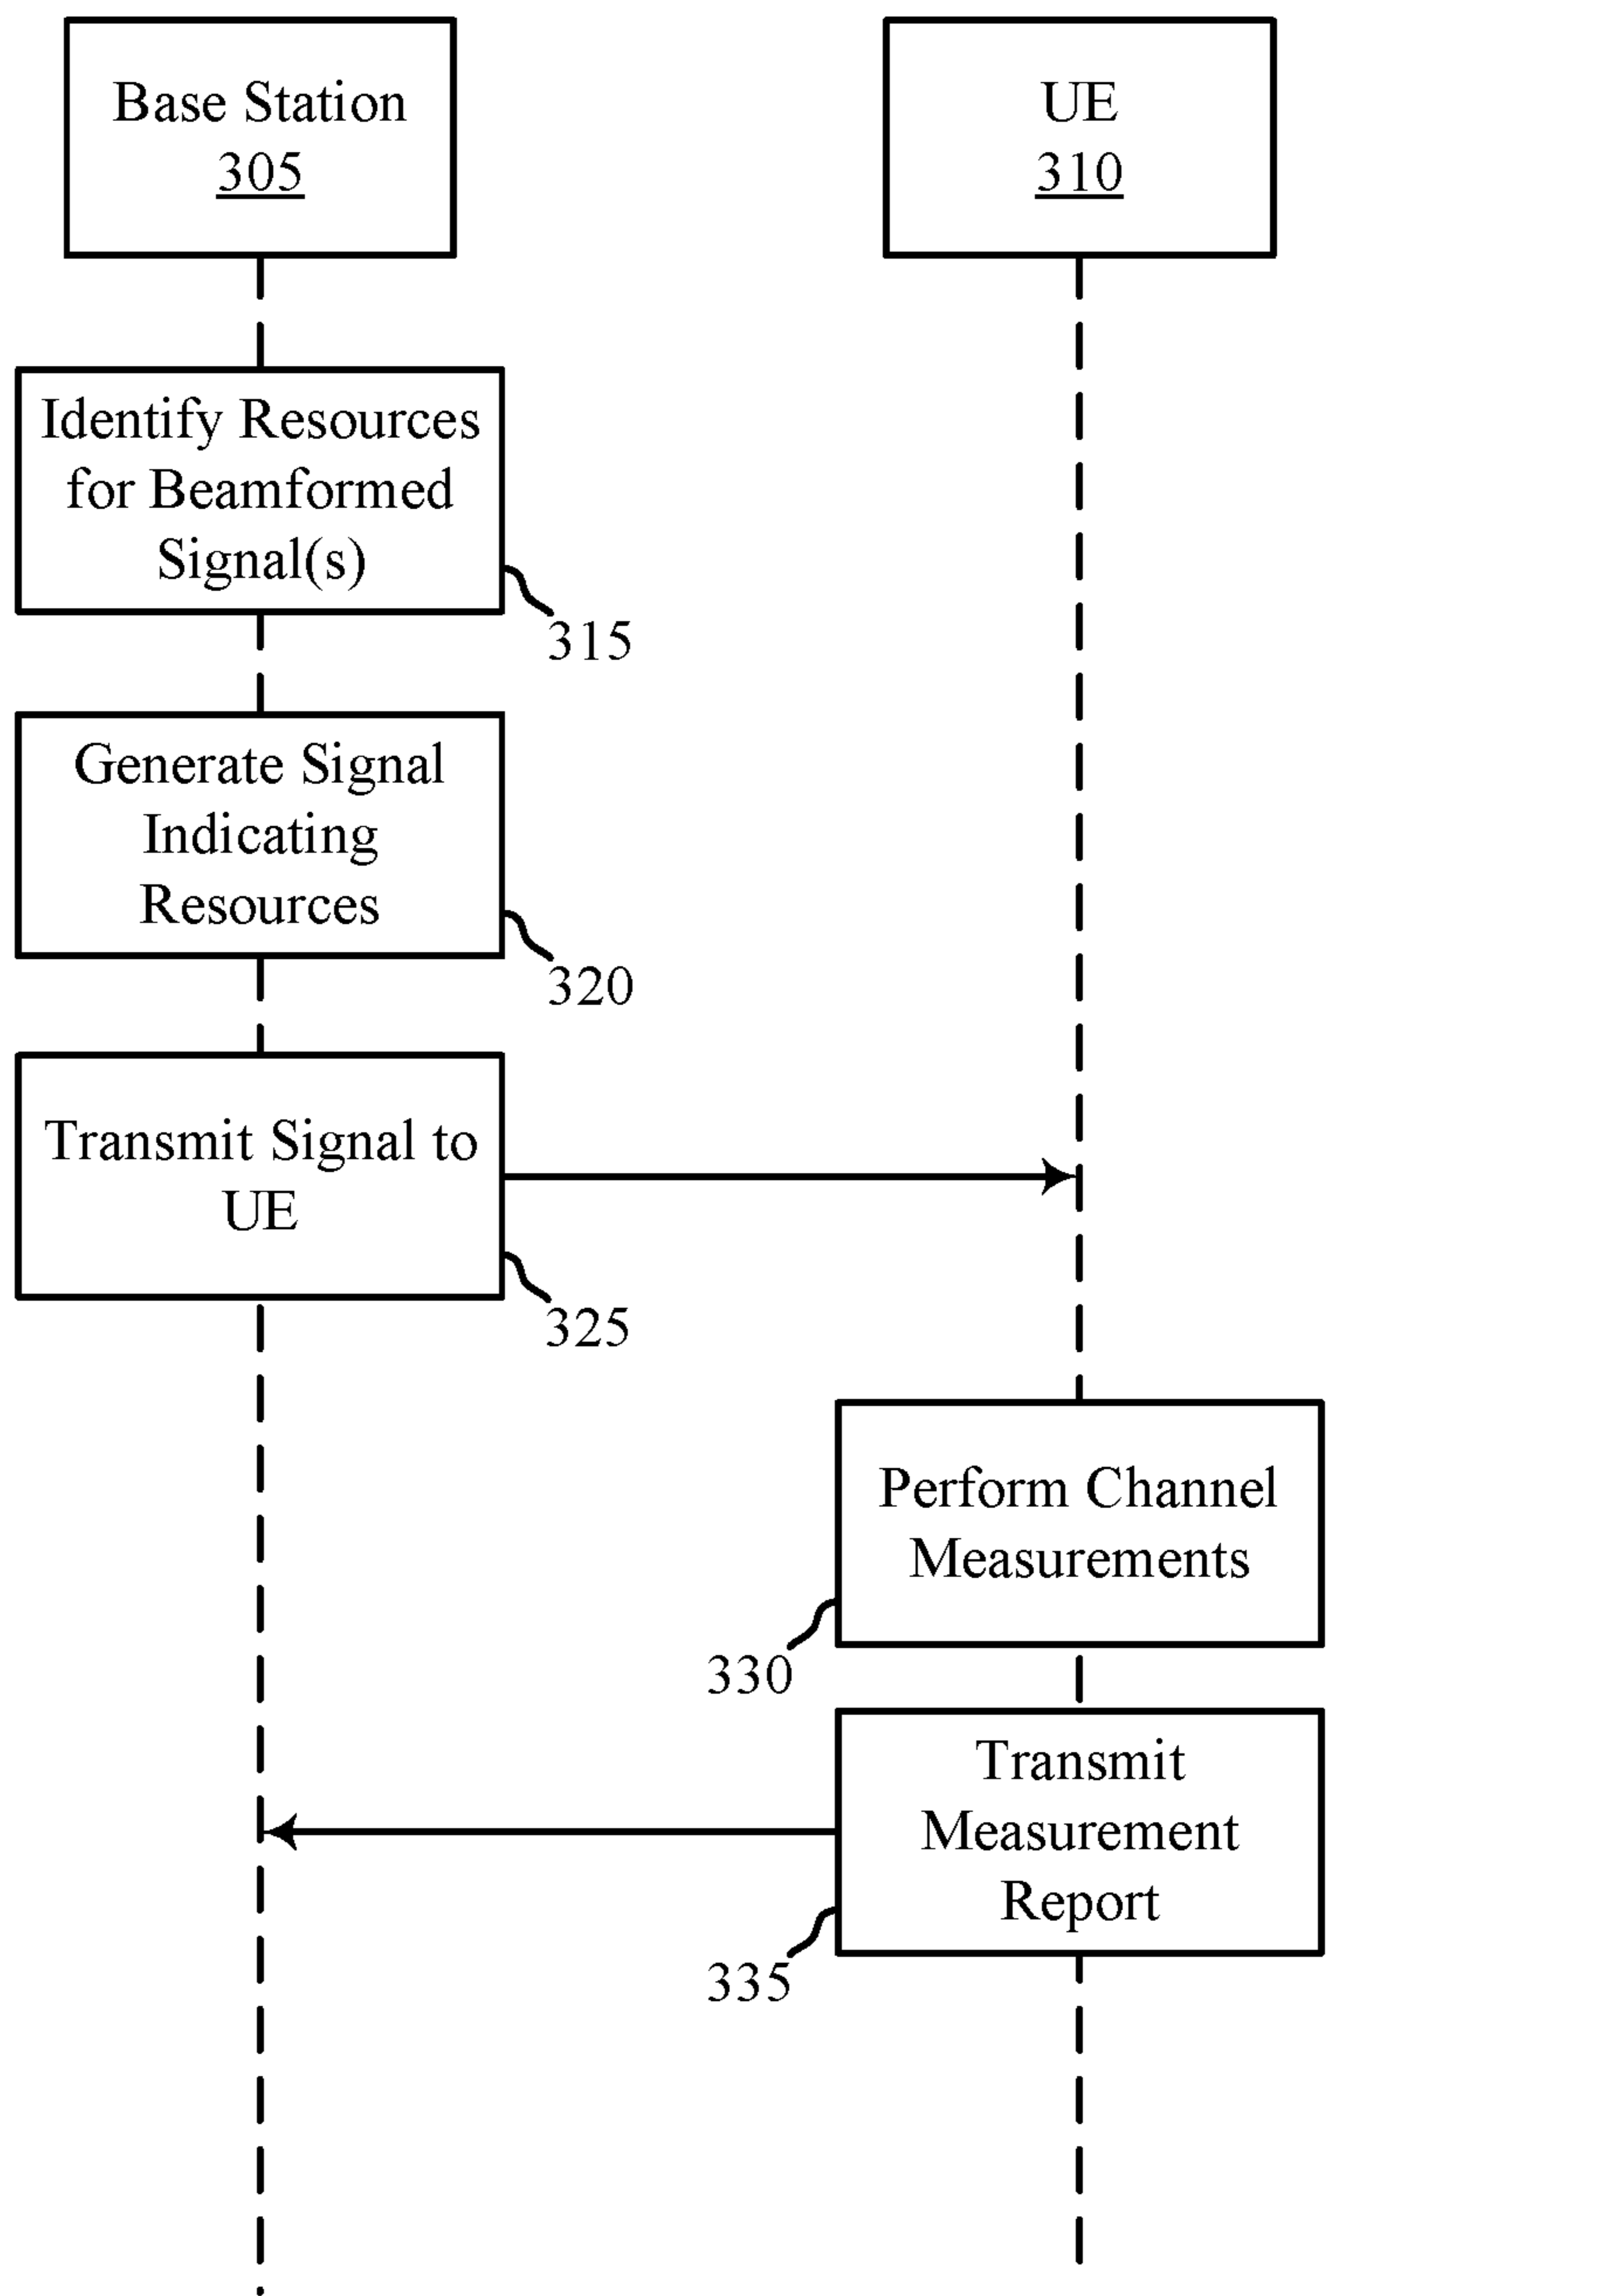 Base Station
305
UE
310
Identify Resources
for Beamformed
Signal(s)
315
Generate Signal
Indicating
Resources
320
Transmit Signal to
UE
325
Perform Channel
Measurements
330
Transmit
Measurement
Report
335